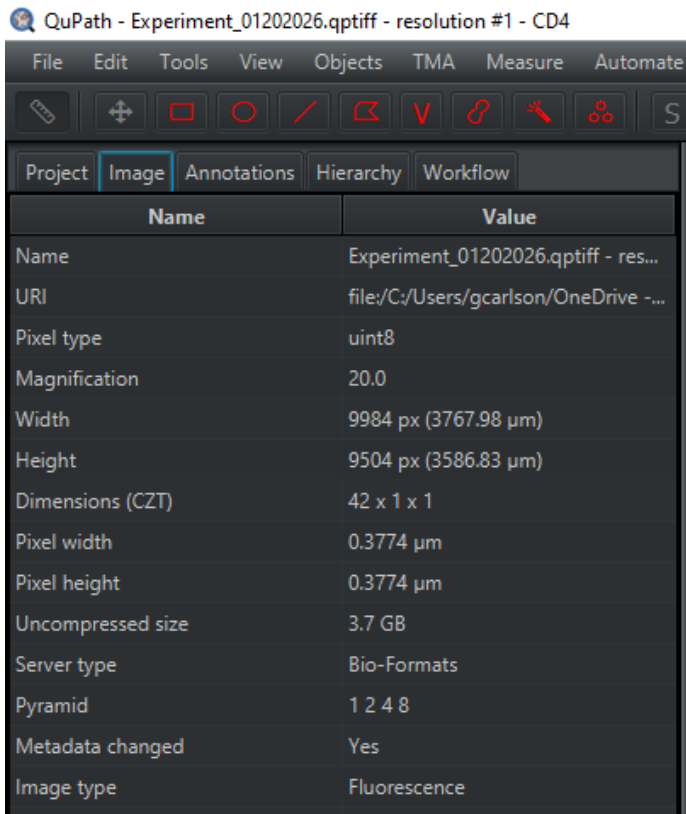 QuPath - Experiment_01202026.qptiff - resolution #1 - CD4
File Edit Tools View Objects TMA Measure Automate
S
Project Image Annotations Hierarchy Workflow
Name Value
Name Experiment_01202026.qptiff - res...
URI file:/C:/Users/gcarlson/OneDrive -...
Pixel type uint8
Magnification 20.0
Width 9984 px (3767.98 µm)
Height 9504 px (3586.83 µm)
Dimensions (CZT) 42 x 1 x 1
Pixel width 0.3774 µm
Pixel height 0.3774 µm
Uncompressed size 3.7 GB
Server type Bio-Formats
Pyramid 1 2 4 8
Metadata changed Yes
Image type Fluorescence